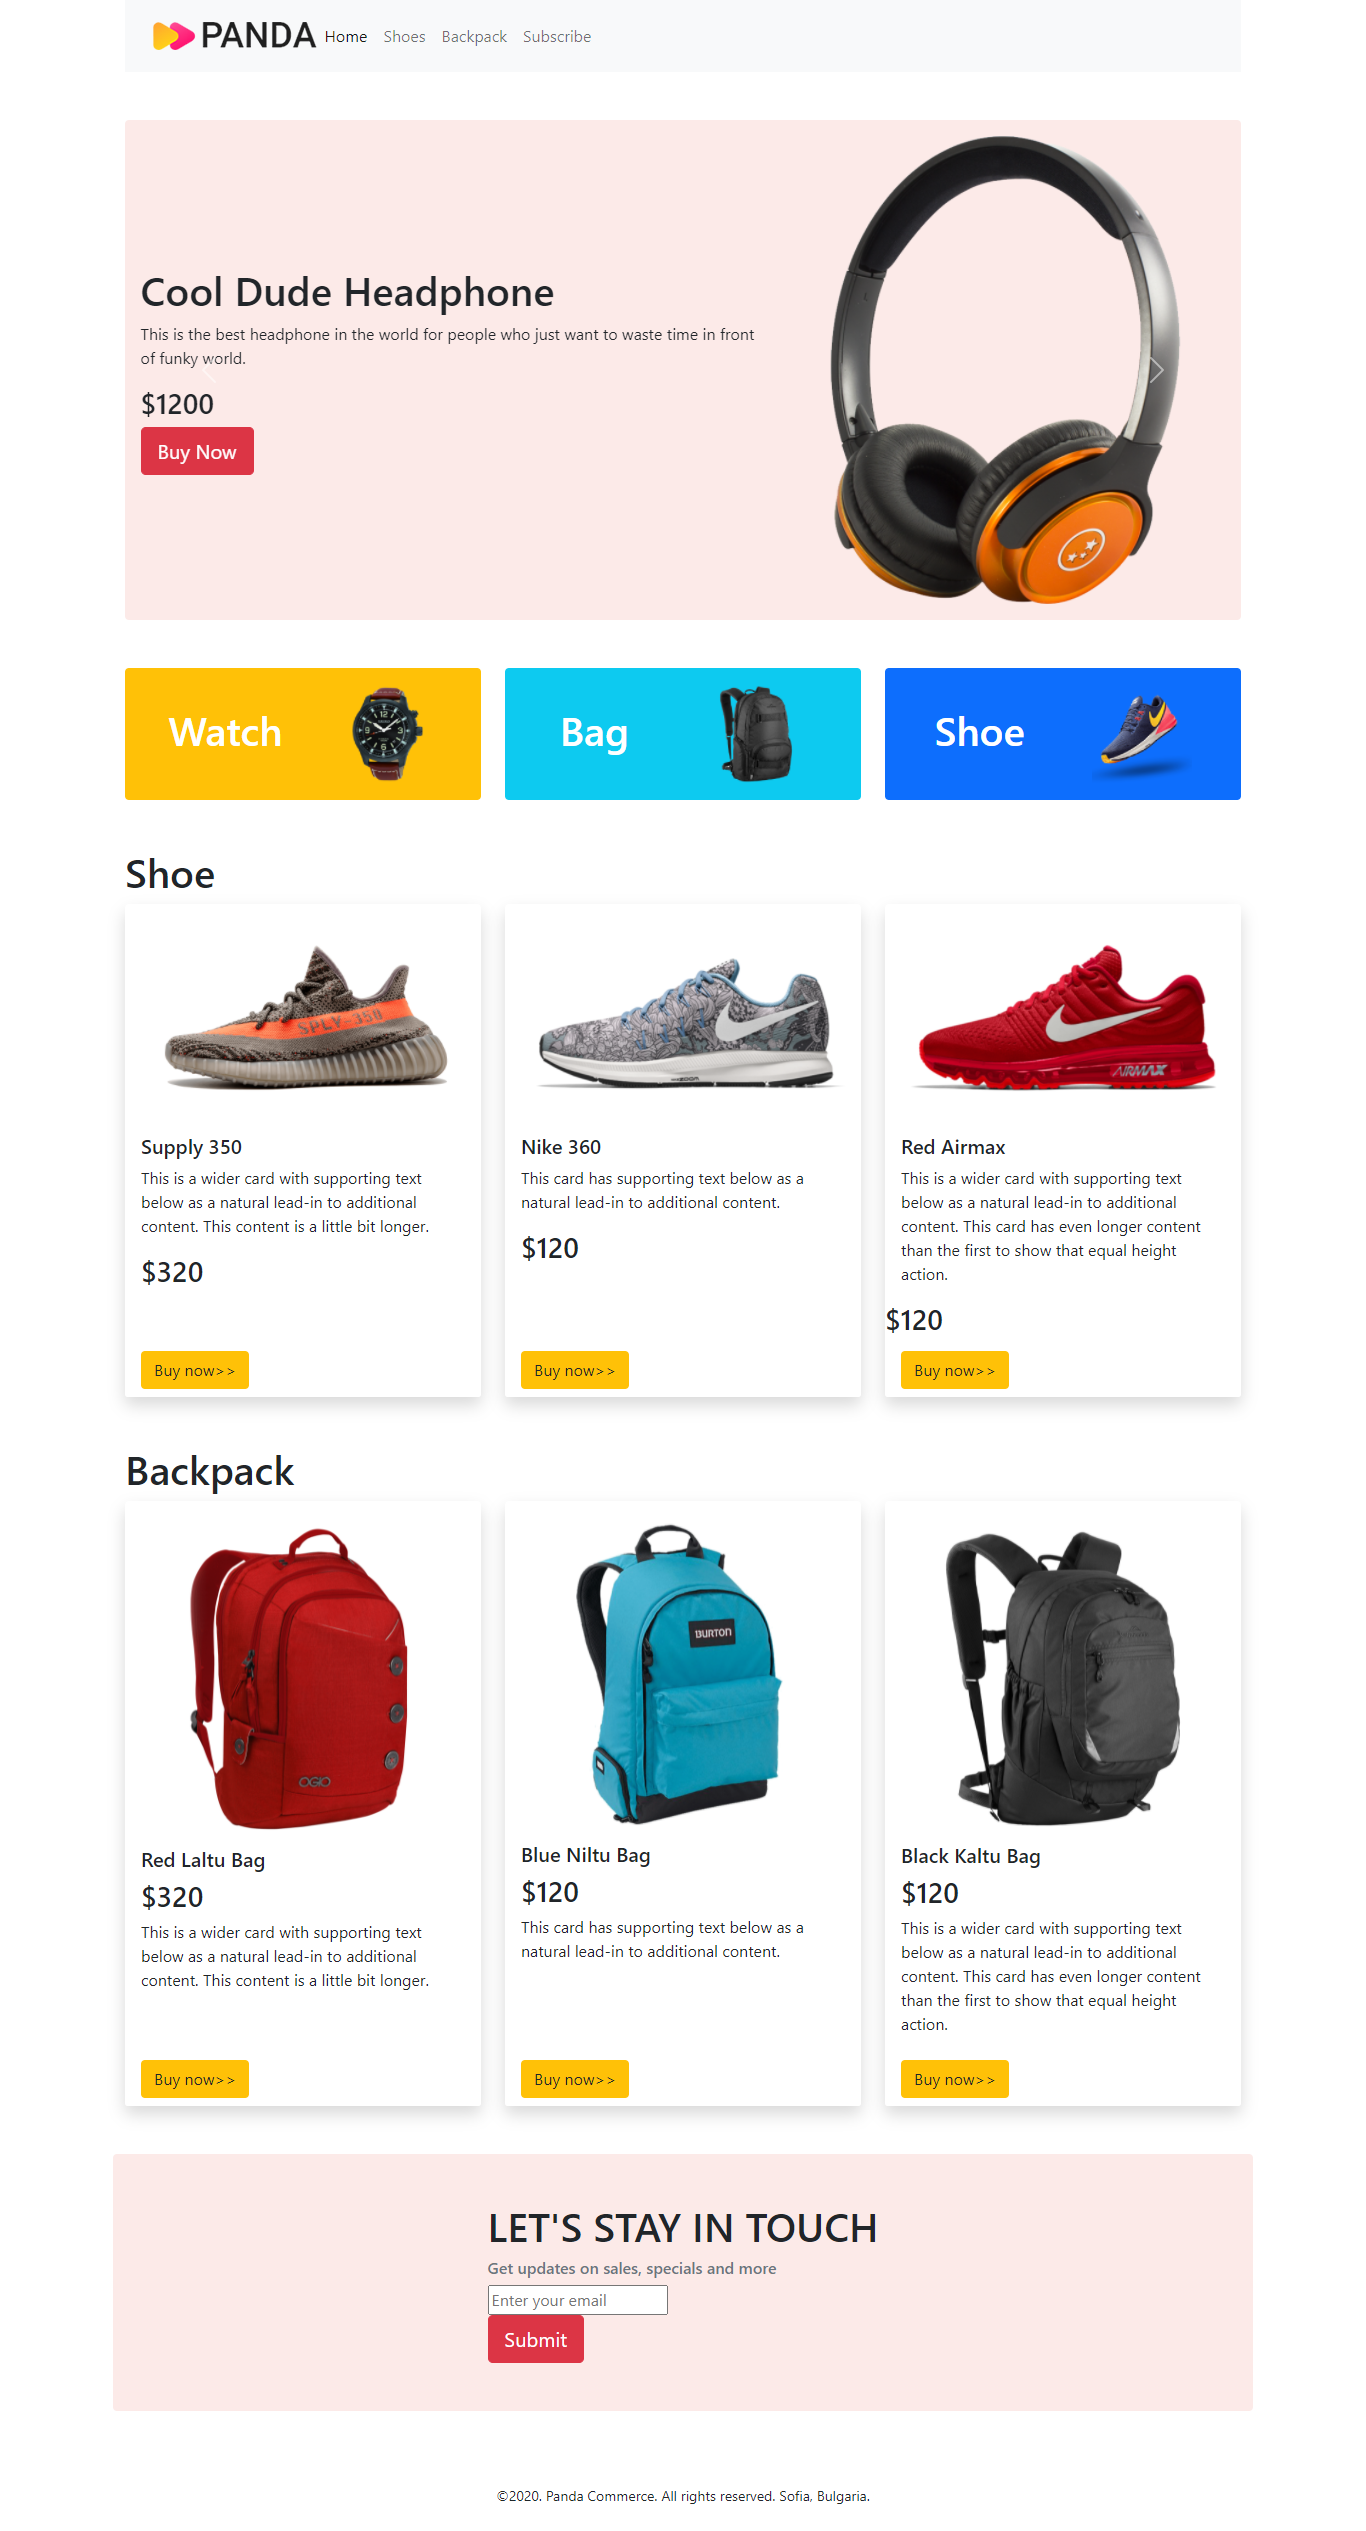 PANDA Home Shoes Backpack Subscribe
Cool Dude Headphone
This is the best headphone in the world for people who just want to waste time in front
of funky world.
$1200
Buy Now
Watch
Bag
Shoe
Shoe
SPLY-350
AIRMAX
Supply 350
This is a wider card with supporting text
below as a natural lead-in to additional
content. This content is a little bit longer.
$320
Buy now>>
Nike 360
This card has supporting text below as a
natural lead-in to additional content.
$120
Buy now>>
Red Airmax
This is a wider card with supporting text
below as a natural lead-in to additional
content. This card has even longer content
than the first to show that equal height
action.
$120
Buy now>>
Backpack
OGIO
Red Laltu Bag
$320
This is a wider card with supporting text
below as a natural lead-in to additional
content. This content is a little bit longer.
Buy now>>
BURTON
Blue Niltu Bag
$120
This card has supporting text below as a
natural lead-in to additional content.
Buy now>>
Black Kaltu Bag
$120
This is a wider card with supporting text
below as a natural lead-in to additional
content. This card has even longer content
than the first to show that equal height
action.
Buy now>>
LET'S STAY IN TOUCH
Get updates on sales, specials and more
Enter your email
Submit
©2020. Panda Commerce. All rights reserved. Sofia, Bulgaria.